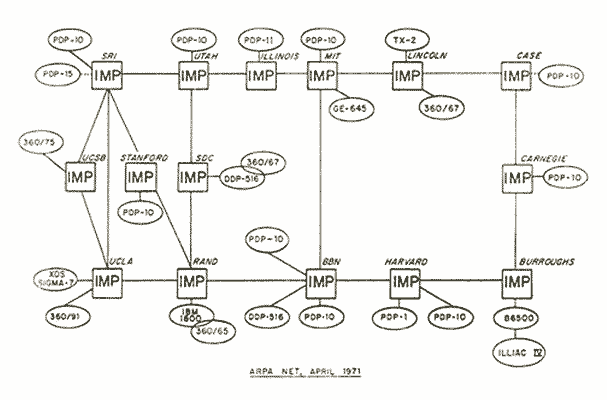 PDP-10 PDP-10 PDP-11 PDP-10 TX-2
SRI UTAH ILLINOIS MIT LINCOLN CASE
PDP-15 IMP IMP IMP IMP IMP IMP PDP-10
GE-645 360/67
360/75 360/67
UCSB STANFORD SDC CARNEGIE
IMP IMP IMP DDP-516 IMP PDP-10
PDP-10
PDP-10
UCLA RAND BBN HARVARD BURROUGHS
XDS
SIGMA-7 IMP IMP IMP IMP IMP
360/91 IBM
1800 DDP-516 PDP-10 PDP-1 PDP-10 B6500
360/65
ILLIAC IV
ARPA NET, APRIL 1971